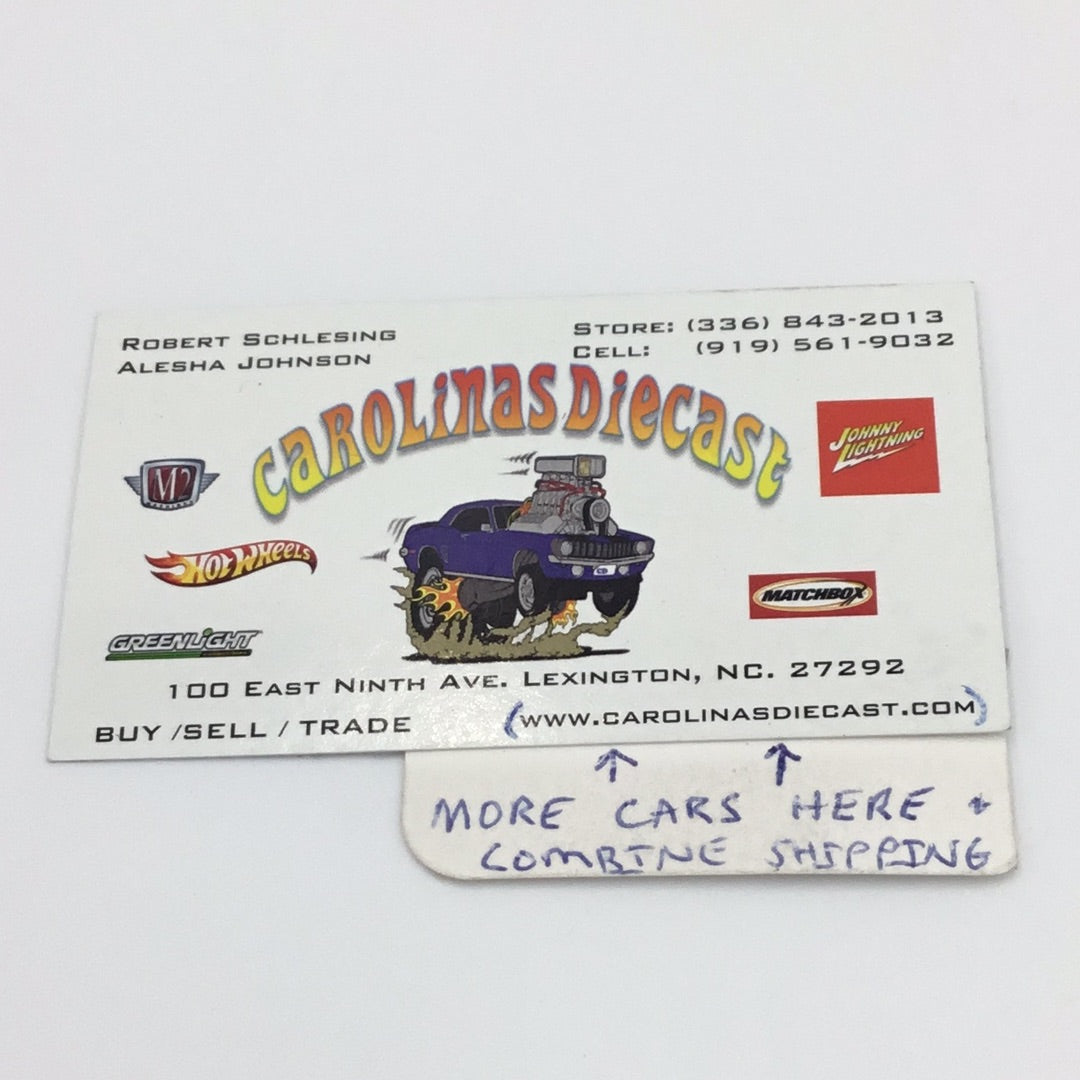 ROBERT SCHLESING
ALESHA JOHNSON
STORE: (336) 843-2013
CELL: (919) 561-9032
CAROLINAS DIECAST
M2
JOHNNY
LIGHTNING
HOT WHEELS
MATCHBOX
GREENLIGHT
100 EAST NINTH AVE. LEXINGTON, NC. 27292
BUY /SELL / TRADE
(WWW.CAROLINASDIECAST.COM)
↑ ↑
MORE CARS HERE +
COMBINE SHIPPING